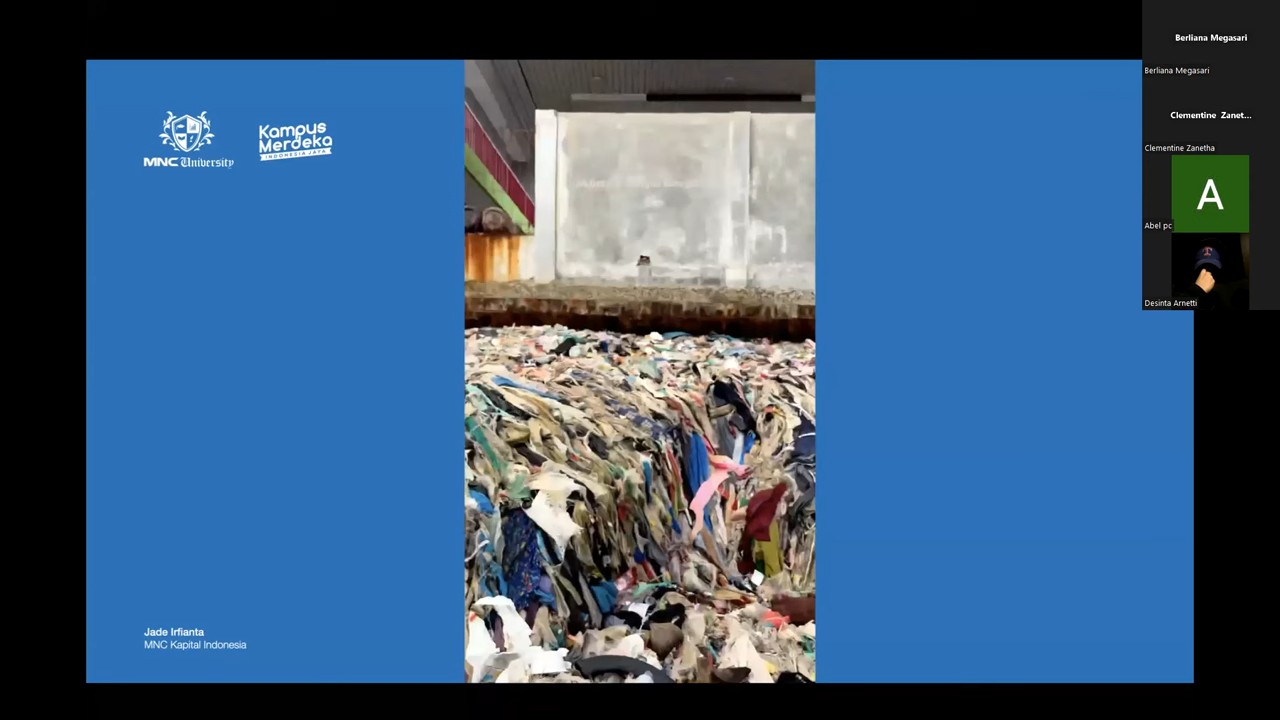 MNC University
Kampus
Merdeka
INDONESIA JAYA
Jade Irfianta
MNC Kapital Indonesia
Berliana Megasari
Berliana Megasari
Clementine Zanet...
Clementine Zanetha
A
Abel pc
T
Desinta Arnetti